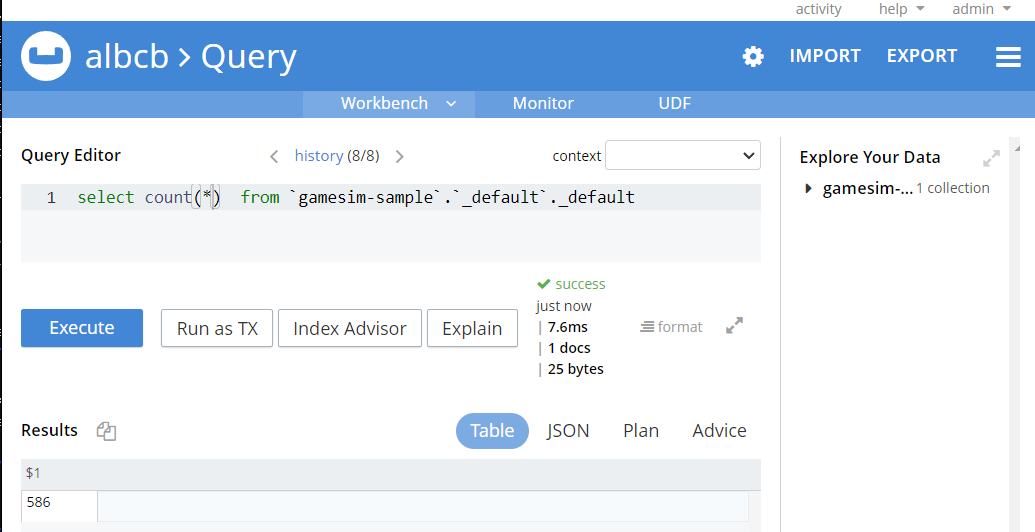 activity help admin
albcb > Query IMPORT EXPORT
Workbench Monitor UDF
Query Editor < history (8/8) > context
Explore Your Data
gamesim-... 1 collection
1 select count(*)  from `gamesim-sample`.`_default`._default
success
just now
Execute Run as TX Index Advisor Explain
| 7.6ms
| 1 docs
| 25 bytes
format
Results Table JSON Plan Advice
$1
586